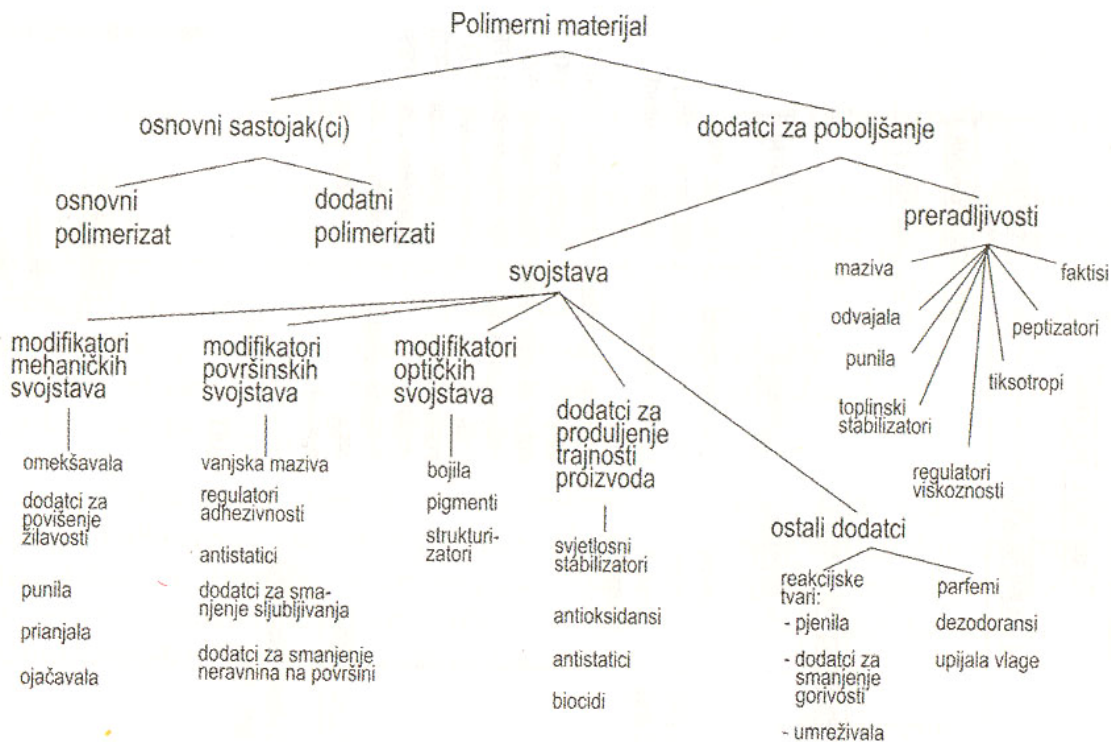 Polimerni materijal
osnovni sastojak(ci)
dodatci za poboljšanje
osnovni
polimerizat
dodatni
polimerizati
svojstava
preradljivosti
maziva
odvajala
punila
toplinski
stabilizatori
regulatori
viškoznosti
tiksotropi
peptizatori
faktisi
modifikatori
mehaničkih
svojstava
omekšavala
dodatci za
povišenje
žilavosti
punila
prianjala
ojačavala
modifikatori
površinskih
svojstava
vanjska maziva
regulatori
adhezivnosti
antistatici
dodatci za sma-
njenje sljubljivanja
dodatci za smanjenje
neravnina na površini
modifikatori
optičkih
svojstava
bojila
pigmenti
strukturi-
zatori
dodatci za
produljenje
trajnosti
proizvoda
svjetlosni
stabilizatori
antioksidansi
antistatici
biocidi
ostali dodatci
reakcijske
tvari:
- pjenila
- dodatci za
smanjenje
gorivosti
- umreživala
parfemi
dezodoransi
upijala vlage